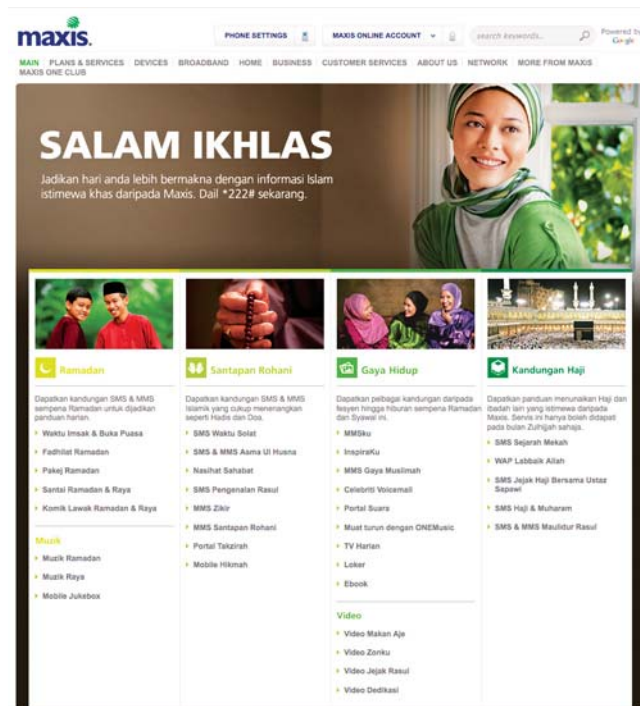 maxis.
PHONE SETTINGS
MAXIS ONLINE ACCOUNT
search keywords...
Powered by
Google
MAIN PLANS & SERVICES DEVICES BROADBAND HOME BUSINESS CUSTOMER SERVICES ABOUT US NETWORK MORE FROM MAXIS
MAXIS ONE CLUB
SALAM IKHLAS
Jadikan hari anda lebih bermakna dengan informasi Islam
istimewa khas daripada Maxis. Dail *222# sekarang.
Ramadan
Dapatkan kandungan SMS & MMS
sempena Ramadan untuk dijadikan
panduan harian.
Waktu Imsak & Buka Puasa
Fadhilat Ramadan
Pakej Ramadan
Santai Ramadan & Raya
Komik Lawak Ramadan & Raya
Muzik
Muzik Ramadan
Muzik Raya
Mobile Jukebox
Santapan Rohani
Dapatkan kandungan SMS & MMS
Islamik yang cukup menerangkan
seperti Hadis dan Doa.
SMS Waktu Solat
SMS & MMS Asma Ul Husna
Nasihat Sahabat
SMS Pengenalan Rasul
MMS Zikir
MMS Santapan Rohani
Portal Takzirah
Mobile Hikmah
Gaya Hidup
Dapatkan pelbagai kandungan daripada
fesyen hingga hiburan sempena Ramadan
dan Syawal ini.
MMSku
InspiraKu
MMS Gaya Muslimah
Celebriti Voicemail
Portal Suara
Muat turun dengan ONEMusic
TV Harian
Loker
Ebook
Video
Video Makan Aje
Video Zonku
Video Jejak Rasul
Video Dedikasi
Kandungan Haji
Dapatkan panduan menunaikan Haji dan
ibadah lain yang istimewa daripada
Maxis. Servis ini hanya boleh didapati
pada bulan Zulhijjah sahaja.
SMS Sejarah Mekah
WAP Labbaik Allah
SMS Jejak Haji Bersama Ustaz
Sapawi
SMS Haji & Muharam
SMS & MMS Maulidur Rasul